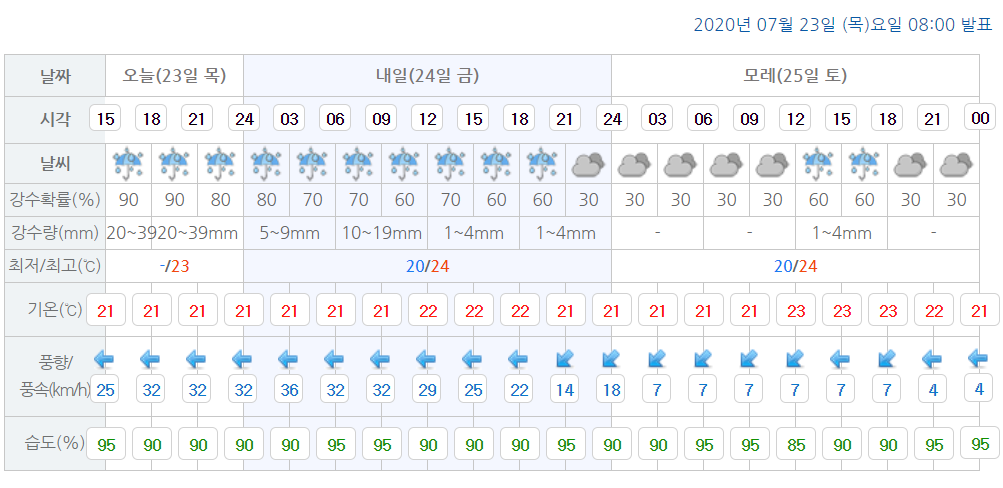 2020년 07월 23일 (목)요일 08:00 발표
날짜 오늘(23일 목) 내일(24일 금) 모레(25일 토)
시각 15 18 21 24 03 06 09 12 15 18 21 24 03 06 09 12 15 18 21 00
날씨
강수확률(%) 90 90 80 80 70 70 60 70 60 60 30 30 30 30 30 60 60 30 30
강수량(mm) 20~39 20~39mm 5~9mm 10~19mm 1~4mm 1~4mm - - 1~4mm -
최저/최고(℃) -/23 20/24 20/24
기온(℃) 21 21 21 21 21 21 21 22 22 22 21 21 21 21 21 23 23 23 22 21
풍향/
풍속(km/h) 25 32 32 32 36 32 32 29 25 22 14 18 7 7 7 7 7 7 4 4
습도(%) 95 90 90 90 90 95 95 90 90 90 95 90 90 90 95 85 90 90 95 95